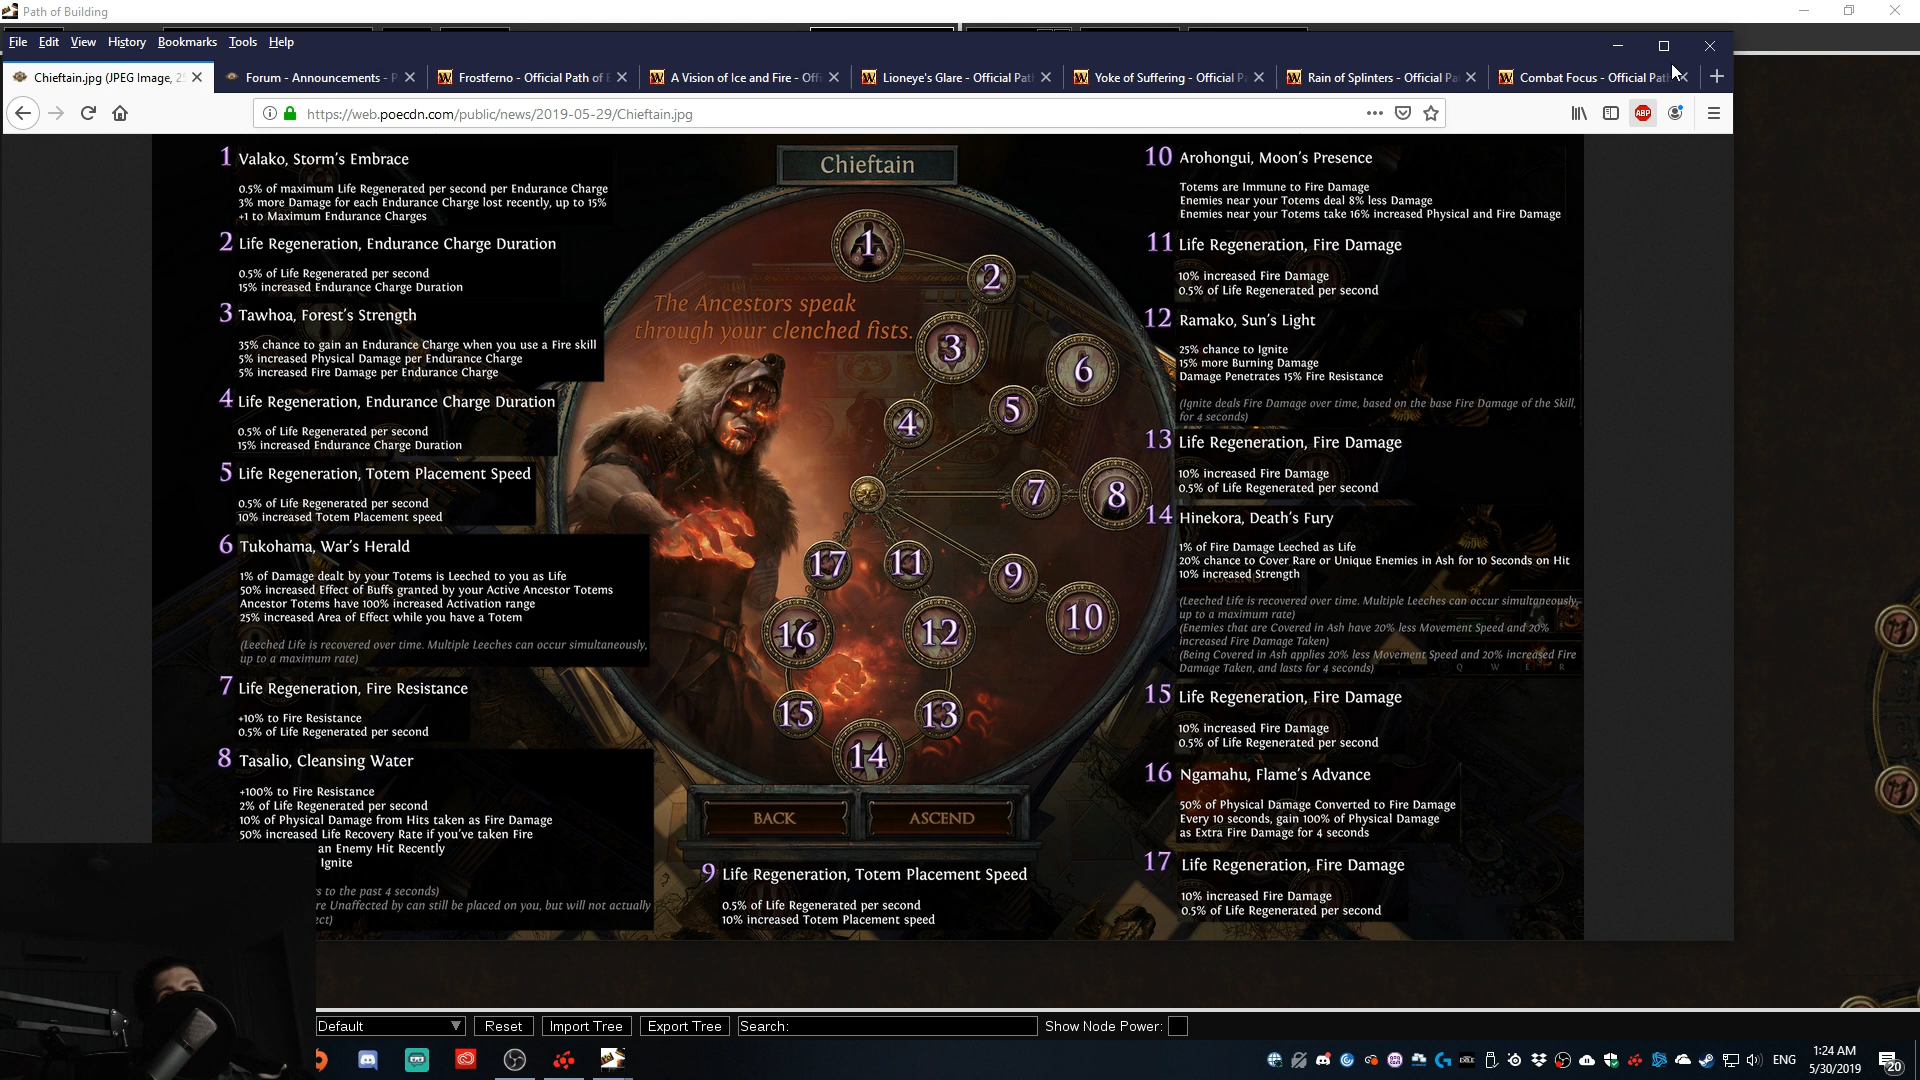 Path of Building
File Edit View History Bookmarks Tools Help
Chieftain.jpg (JPEG Image, 2
Forum - Announcements - P
Frostferno - Official Path of E
A Vision of Ice and Fire - Offi
Lioneye's Glare - Official Pat
Yoke of Suffering - Official P
Rain of Splinters - Official Pa
Combat Focus - Official Pat
https://web.poecdn.com/public/news/2019-05-29/Chieftain.jpg
ABP
Chieftain
The Ancestors speak
through your clenched fists.
1 Valako, Storm's Embrace
0.5% of maximum Life Regenerated per second per Endurance Charge
3% more Damage for each Endurance Charge lost recently, up to 15%
+1 to Maximum Endurance Charges
2 Life Regeneration, Endurance Charge Duration
0.5% of Life Regenerated per second
15% increased Endurance Charge Duration
3 Tawhoa, Forest's Strength
35% chance to gain an Endurance Charge when you use a Fire skill
5% increased Physical Damage per Endurance Charge
5% increased Fire Damage per Endurance Charge
4 Life Regeneration, Endurance Charge Duration
0.5% of Life Regenerated per second
15% increased Endurance Charge Duration
5 Life Regeneration, Totem Placement Speed
0.5% of Life Regenerated per second
10% increased Totem Placement speed
6 Tukohama, War's Herald
1% of Damage dealt by your Totems is Leeched to you as Life
50% increased Effect of Buffs granted by your Active Ancestor Totems
Ancestor Totems have 100% increased Activation range
25% increased Area of Effect while you have a Totem
(Leeched Life is recovered over time. Multiple Leeches can occur simultaneously,
up to a maximum rate)
7 Life Regeneration, Fire Resistance
+10% to Fire Resistance
0.5% of Life Regenerated per second
8 Tasalio, Cleansing Water
+100% to Fire Resistance
2% of Life Regenerated per second
10% of Physical Damage from Hits taken as Fire Damage
50% increased Life Recovery Rate if you've taken Fire
an Enemy Hit Recently
Ignite
to the past 4 seconds)
Unaffected by can still be placed on you, but will not actually
1
2
3
6
5
4
7
8
17
11
9
16
12
10
15
13
14
BACK
ASCEND
9 Life Regeneration, Totem Placement Speed
0.5% of Life Regenerated per second
10% increased Totem Placement speed
10 Arohongui, Moon's Presence
Totems are Immune to Fire Damage
Enemies near your Totems deal 8% less Damage
Enemies near your Totems take 16% increased Physical and Fire Damage
11 Life Regeneration, Fire Damage
10% increased Fire Damage
0.5% of Life Regenerated per second
12 Ramako, Sun's Light
25% chance to Ignite
15% more Burning Damage
Damage Penetrates 15% Fire Resistance
(Ignite deals Fire Damage over time, based on the base Fire Damage of the Skill,
for 4 seconds)
13 Life Regeneration, Fire Damage
10% increased Fire Damage
0.5% of Life Regenerated per second
14 Hinekora, Death's Fury
1% of Fire Damage Leeched as Life
20% chance to Cover Rare or Unique Enemies in Ash for 10 Seconds on Hit
10% increased Strength
(Leeched Life is recovered over time. Multiple Leeches can occur simultaneously,
up to a maximum rate)
(Enemies that are Covered in Ash have 20% less Movement Speed and 20%
increased Fire Damage Taken)
(Being Covered in Ash applies 20% less Movement Speed and 20% increased Fire
Damage Taken, and lasts for 4 seconds)
Q W E R
15 Life Regeneration, Fire Damage
10% increased Fire Damage
0.5% of Life Regenerated per second
16 Ngamahu, Flame's Advance
50% of Physical Damage Converted to Fire Damage
Every 10 seconds, gain 100% of Physical Damage
as Extra Fire Damage for 4 seconds
17 Life Regeneration, Fire Damage
10% increased Fire Damage
0.5% of Life Regenerated per second
Default
Reset
Import Tree
Export Tree
Search:
Show Node Power:
ENG
1:24 AM
5/30/2019
20